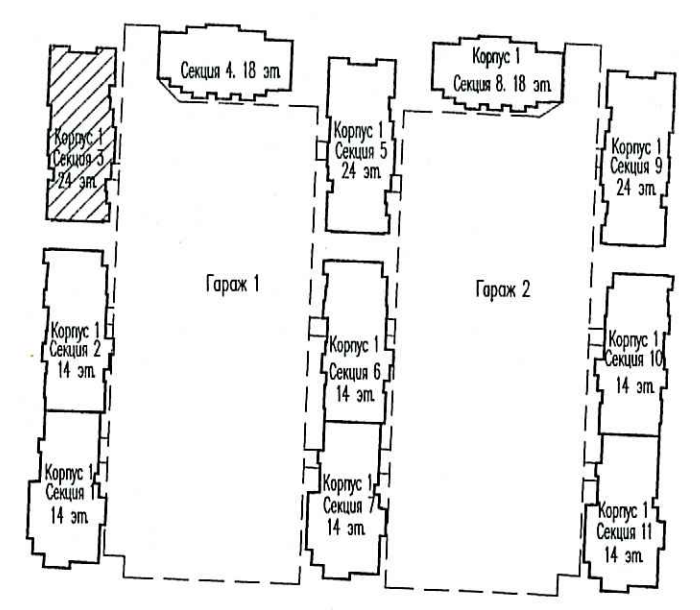 Секция 4. 18 эт.
Корпус 1
Секция 8. 18 эт.
Корпус 1
Секция 3
24 эт.
Корпус 1
Секция 5
24 эт.
Корпус 1
Секция 9
24 эт.
Гараж 1
Гараж 2
Корпус 1
Секция 2
14 эт.
Корпус 1
Секция 6
14 эт.
Корпус 1
Секция 10
14 эт.
Корпус 1
Секция 1
14 эт.
Корпус 1
Секция 7
14 эт.
Корпус 1
Секция 11
14 эт.